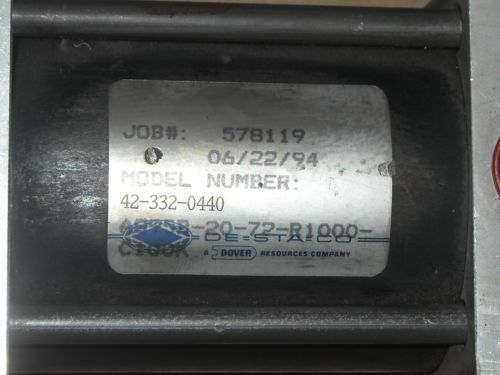 JOB#: 578119
06/22/94
MODEL NUMBER:
42-332-0440
-20-72-R1000-
DE-STA-CO
C100R A DOVER RESOURCES COMPANY